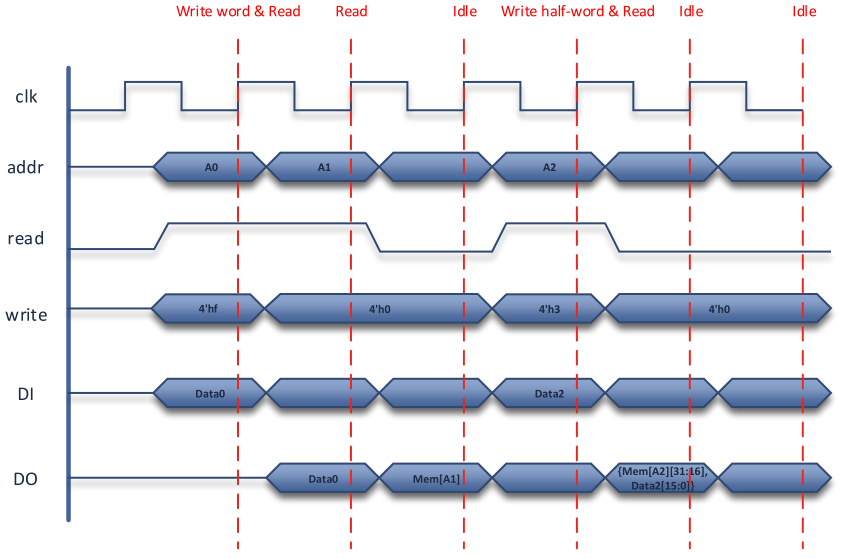 Write word & Read
Read
Idle
Write half-word & Read
Idle
Idle
clk
addr
A0
A1
A2
read
write
4'hf
4'h0
4'h3
4'h0
DI
Data0
Data2
DO
Data0
Mem[A1]
{Mem[A2][31:16],
Data2[15:0]}